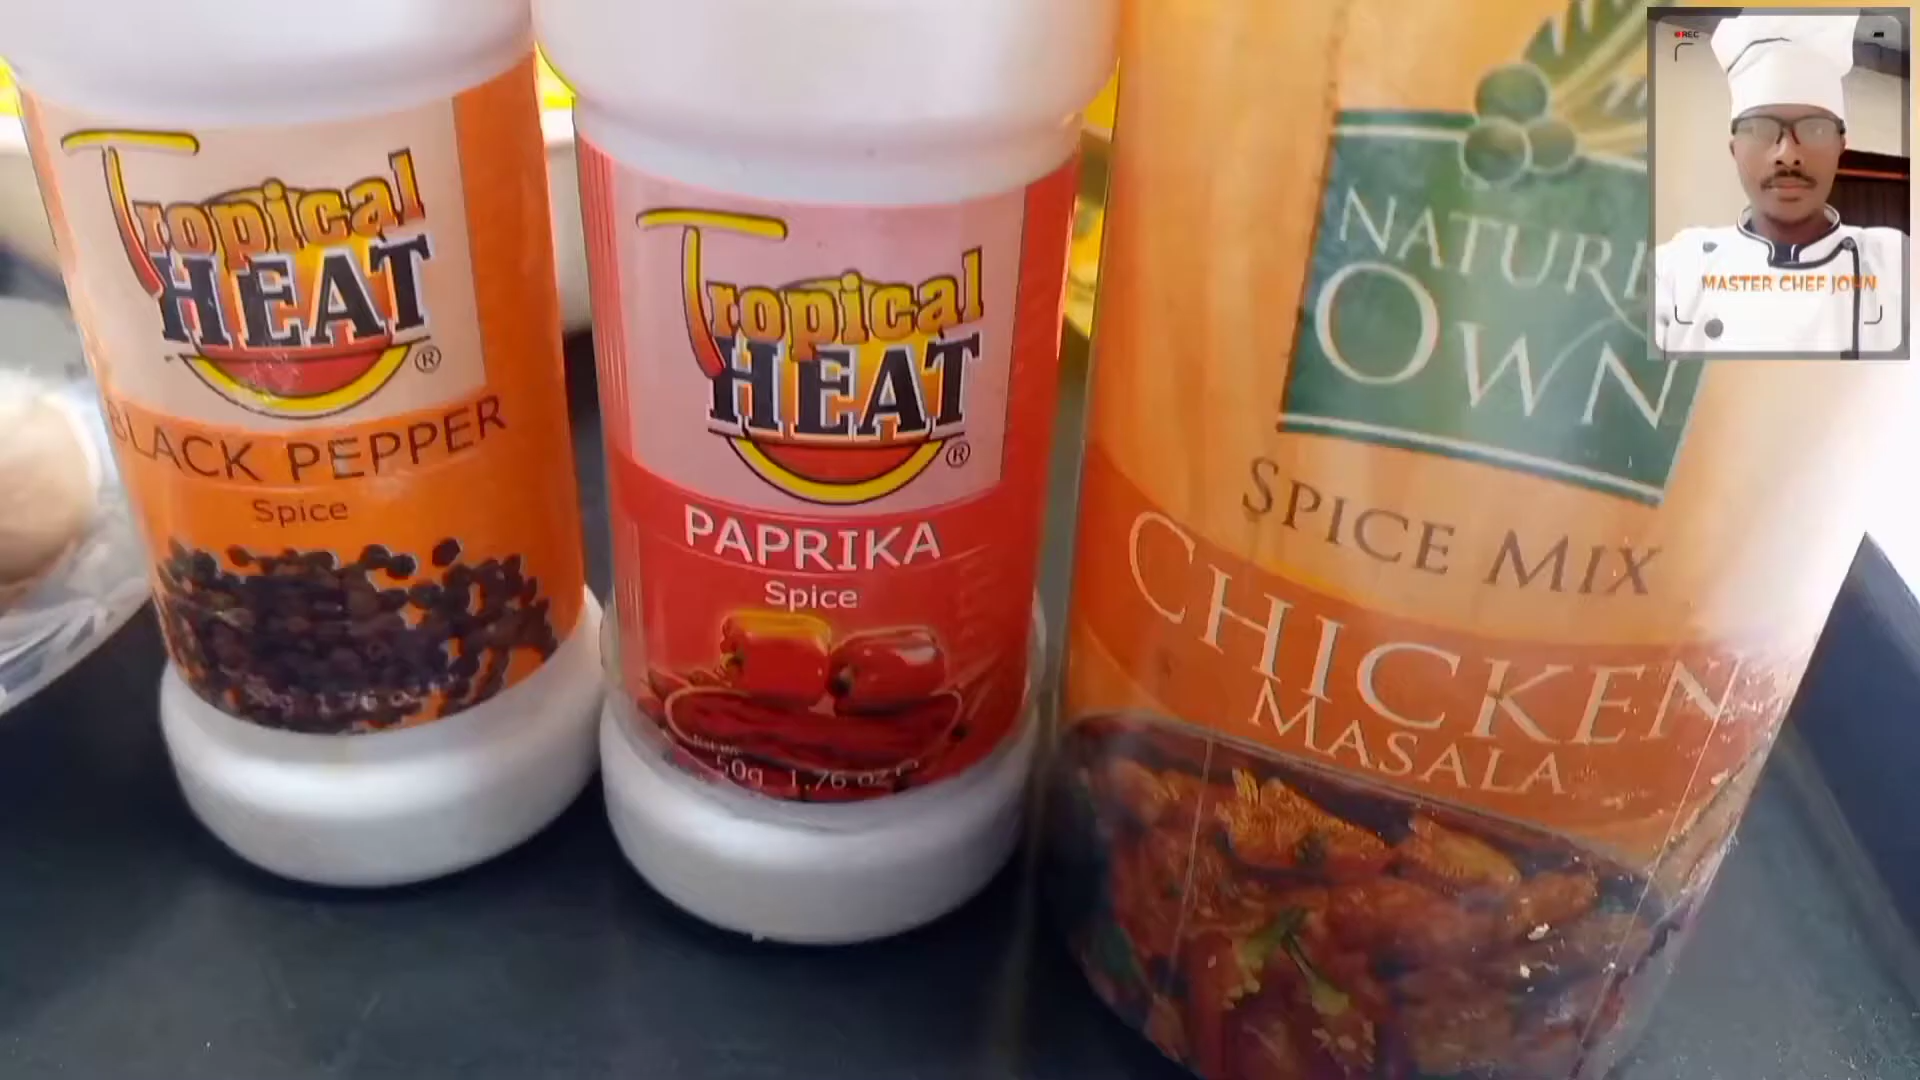 Tropical
HEAT
®
BLACK PEPPER
Spice
Tropical
HEAT
®
PAPRIKA
Spice
50g 1.76 oz
NATURE
OWN
SPICE MIX
CHICKEN
MASALA
REC
MASTER CHEF JOHN